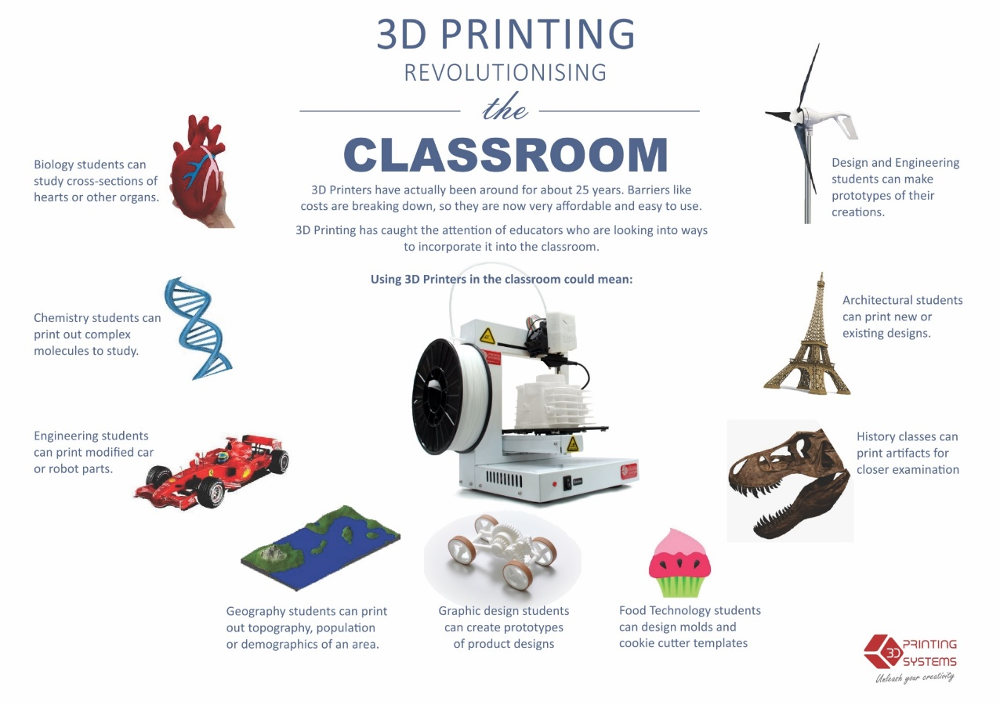 3D PRINTING
REVOLUTIONISING
the
CLASSROOM
3D Printers have actually been around for about 25 years. Barriers like
costs are breaking down, so they are now very affordable and easy to use.
3D Printing has caught the attention of educators who are looking into ways
to incorporate it into the classroom.
Using 3D Printers in the classroom could mean:
Biology students can
study cross-sections of
hearts or other organs.
Chemistry students can
print out complex
molecules to study.
Engineering students
can print modified car
or robot parts.
Geography students can print
out topography, population
or demographics of an area.
Graphic design students
can create prototypes
of product designs
Food Technology students
can design molds and
cookie cutter templates
Design and Engineering
students can make
prototypes of their
creations.
Architectural students
can print new or
existing designs.
History classes can
print artifacts for
closer examination
3D PRINTING
SYSTEMS
Unleash your creativity